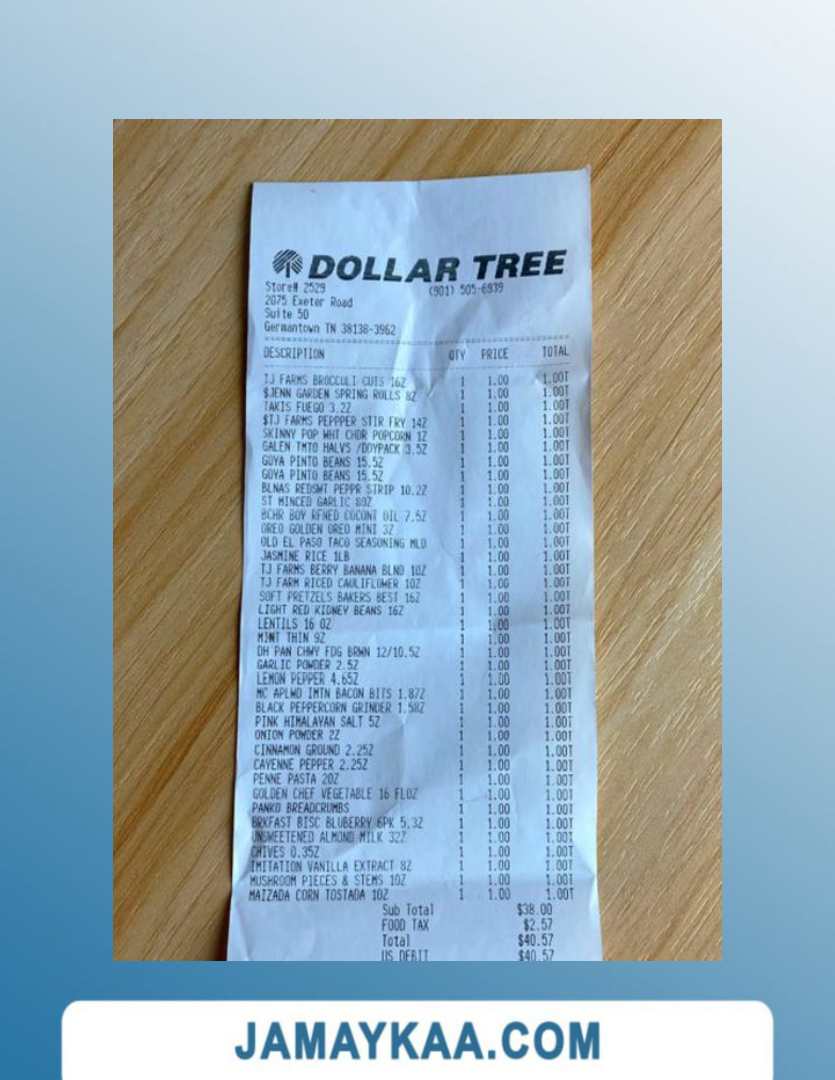 DOLLAR TREE
Store# 2529 (901) 505-6939
2075 Exeter Road
Suite 50
Germantown TN 38138-3962
DESCRIPTION QTY PRICE TOTAL
TJ FARMS BROCCOLI CUTS 16Z 1 1.00 1.00T
$JENN GARDEN SPRING ROLLS 8Z 1 1.00 1.00T
TAKIS FUEGO 3.2Z 1 1.00 1.00T
$TJ FARMS PEPPPER STIR FRY 14Z 1 1.00 1.00T
SKINNY POP WHT CHDR POPCORN 1Z 1 1.00 1.00T
GALEN TMTO HALVS /DOYPACK 3.5Z 1 1.00 1.00T
GOYA PINTO BEANS 15.5Z 1 1.00 1.00T
GOYA PINTO BEANS 15.5Z 1 1.00 1.00T
BLNAS REDSWT PEPPR STRIP 10.2Z 1 1.00 1.00T
ST MINCED GARLIC 8OZ 1 1.00 1.00T
BCHR BOY RFNED COCONT OIL 7.5Z 1 1.00 1.00T
OREO GOLDEN OREO MINI 3Z 1 1.00 1.00T
OLD EL PASO TACO SEASONING MLD 1 1.00 1.00T
JASMINE RICE 1LB 1 1.00 1.00T
TJ FARMS BERRY BANANA BLND 10Z 1 1.00 1.00T
TJ FARM RICED CAULIFLOWER 10Z 1 1.00 1.00T
SOFT PRETZELS BAKERS BEST 16Z 1 1.00 1.00T
LIGHT RED KIDNEY BEANS 16Z 1 1.00 1.00T
LENTILS 16 OZ 1 1.00 1.00T
MINT THIN 9Z 1 1.00 1.00T
DH PAN CHWY FDG BRWN 12/10.5Z 1 1.00 1.00T
GARLIC POWDER 2.5Z 1 1.00 1.00T
LEMON PEPPER 4.65Z 1 1.00 1.00T
MC APLWD IMTN BACON BITS 1.87Z 1 1.00 1.00T
BLACK PEPPERCORN GRINDER 1.58Z 1 1.00 1.00T
PINK HIMALAYAN SALT 5Z 1 1.00 1.00T
ONION POWDER 2Z 1 1.00 1.00T
CINNAMON GROUND 2.25Z 1 1.00 1.00T
CAYENNE PEPPER 2.25Z 1 1.00 1.00T
PENNE PASTA 20Z 1 1.00 1.00T
GOLDEN CHEF VEGETABLE 16 FLOZ 1 1.00 1.00T
PANKO BREADCRUMBS 1 1.00 1.00T
BRKFAST BISC BLUBERRY 6PK 5.3Z 1 1.00 1.00T
UNSWEETENED ALMOND MILK 32Z 1 1.00 1.00T
CHIVES 0.35Z 1 1.00 1.00T
IMITATION VANILLA EXTRACT 8Z 1 1.00 1.00T
MUSHROOM PIECES & STEMS 10Z 1 1.00 1.00T
MAIZADA CORN TOSTADA 10Z 1 1.00 1.00T
Sub Total $38.00
FOOD TAX $2.57
Total $40.57
US DEBIT $40.57
JAMAYKAA.COM